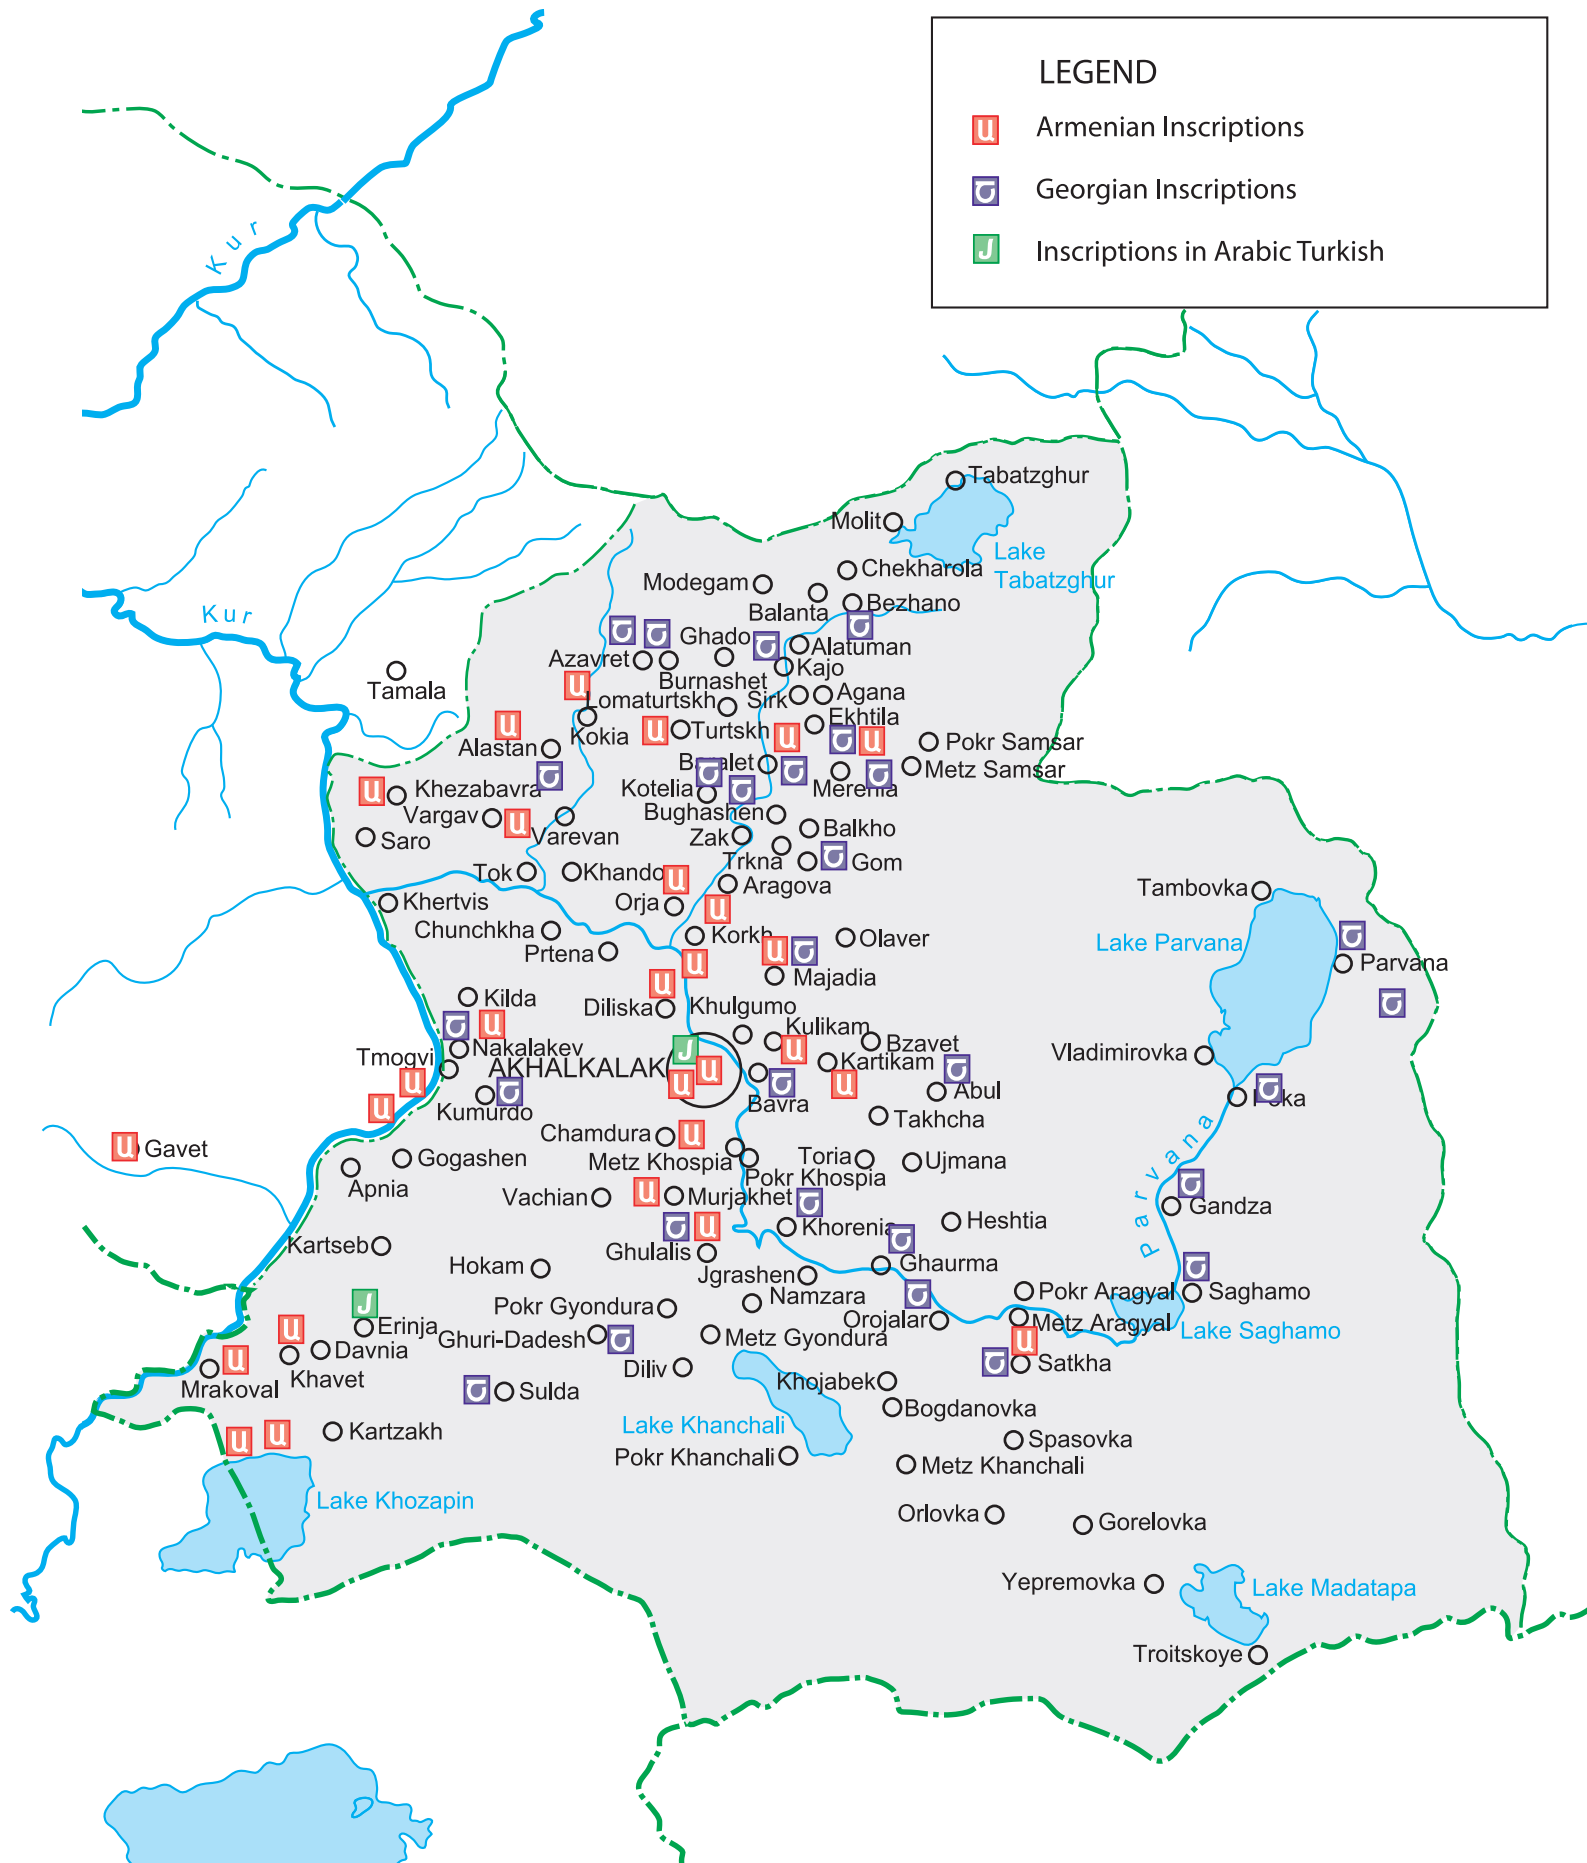 LEGEND
Armenian Inscriptions
Georgian Inscriptions
Inscriptions in Arabic Turkish
Kur
Kur
Tabatzghur
Molit
Lake
Tabatzghur
Chekharola
Modegam
Balanta
Bezhano
Ghado
Alatuman
Azavret
Kajo
Burnashet
Tamala
Lomaturtskh
Sirk
Agana
Ekhtila
Kokia
Turtskh
Alastan
Pokr Samsar
Baralet
Metz Samsar
Khezabavra
Kotelia
Merenia
Vargav
Bughashen
Varevan
Zak
Balkho
Saro
Trkna
Gom
Tok
Khando
Aragova
Tambovka
Khertvis
Orja
Chunchkha
Korkh
Olaver
Lake Parvana
Prtena
Parvana
Majadia
Kilda
Diliska
Khulgumo
Kulikam
Bzavet
Nakalakev
Tmogvi
AKHALKALAK
Kartikam
Vladimirovka
Abul
Kumurdo
Bavra
Poka
Takhcha
Chamdura
Parvana
Gavet
Gogashen
Metz Khospia
Toria
Ujmana
Apnia
Pokr Khospia
Vachian
Murjakhet
Gandza
Khorenia
Heshtia
Kartseb
Ghulalis
Hokam
Jgrashen
Ghaurma
Pokr Aragyal
Saghamo
Namzara
Pokr Gyondura
Orojalar
Metz Aragyal
Lake Saghamo
Erinja
Ghuri-Dadesh
Metz Gyondura
Davnia
Khavet
Diliv
Satkha
Mrakoval
Sulda
Khojabek
Bogdanovka
Kartzakh
Lake Khanchali
Spasovka
Pokr Khanchali
Metz Khanchali
Lake Khozapin
Orlovka
Gorelovka
Yepremovka
Lake Madatapa
Troitskoye